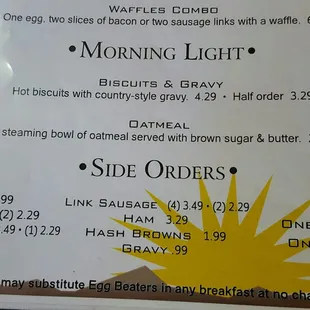 Waffles Combo
One egg, two slices of bacon or two sausage links with a waffle. 6
• Morning Light •
Biscuits & Gravy
Hot biscuits with country-style gravy. 4.29 • Half order 3.29
Oatmeal
steaming bowl of oatmeal served with brown sugar & butter. 2
• Side Orders •
.99
(2) 2.29
.49 • (1) 2.29
Link Sausage (4) 3.49 • (2) 2.29
Ham 3.29
Hash Browns 1.99
Gravy .99
One
On
may substitute Egg Beaters in any breakfast at no cha